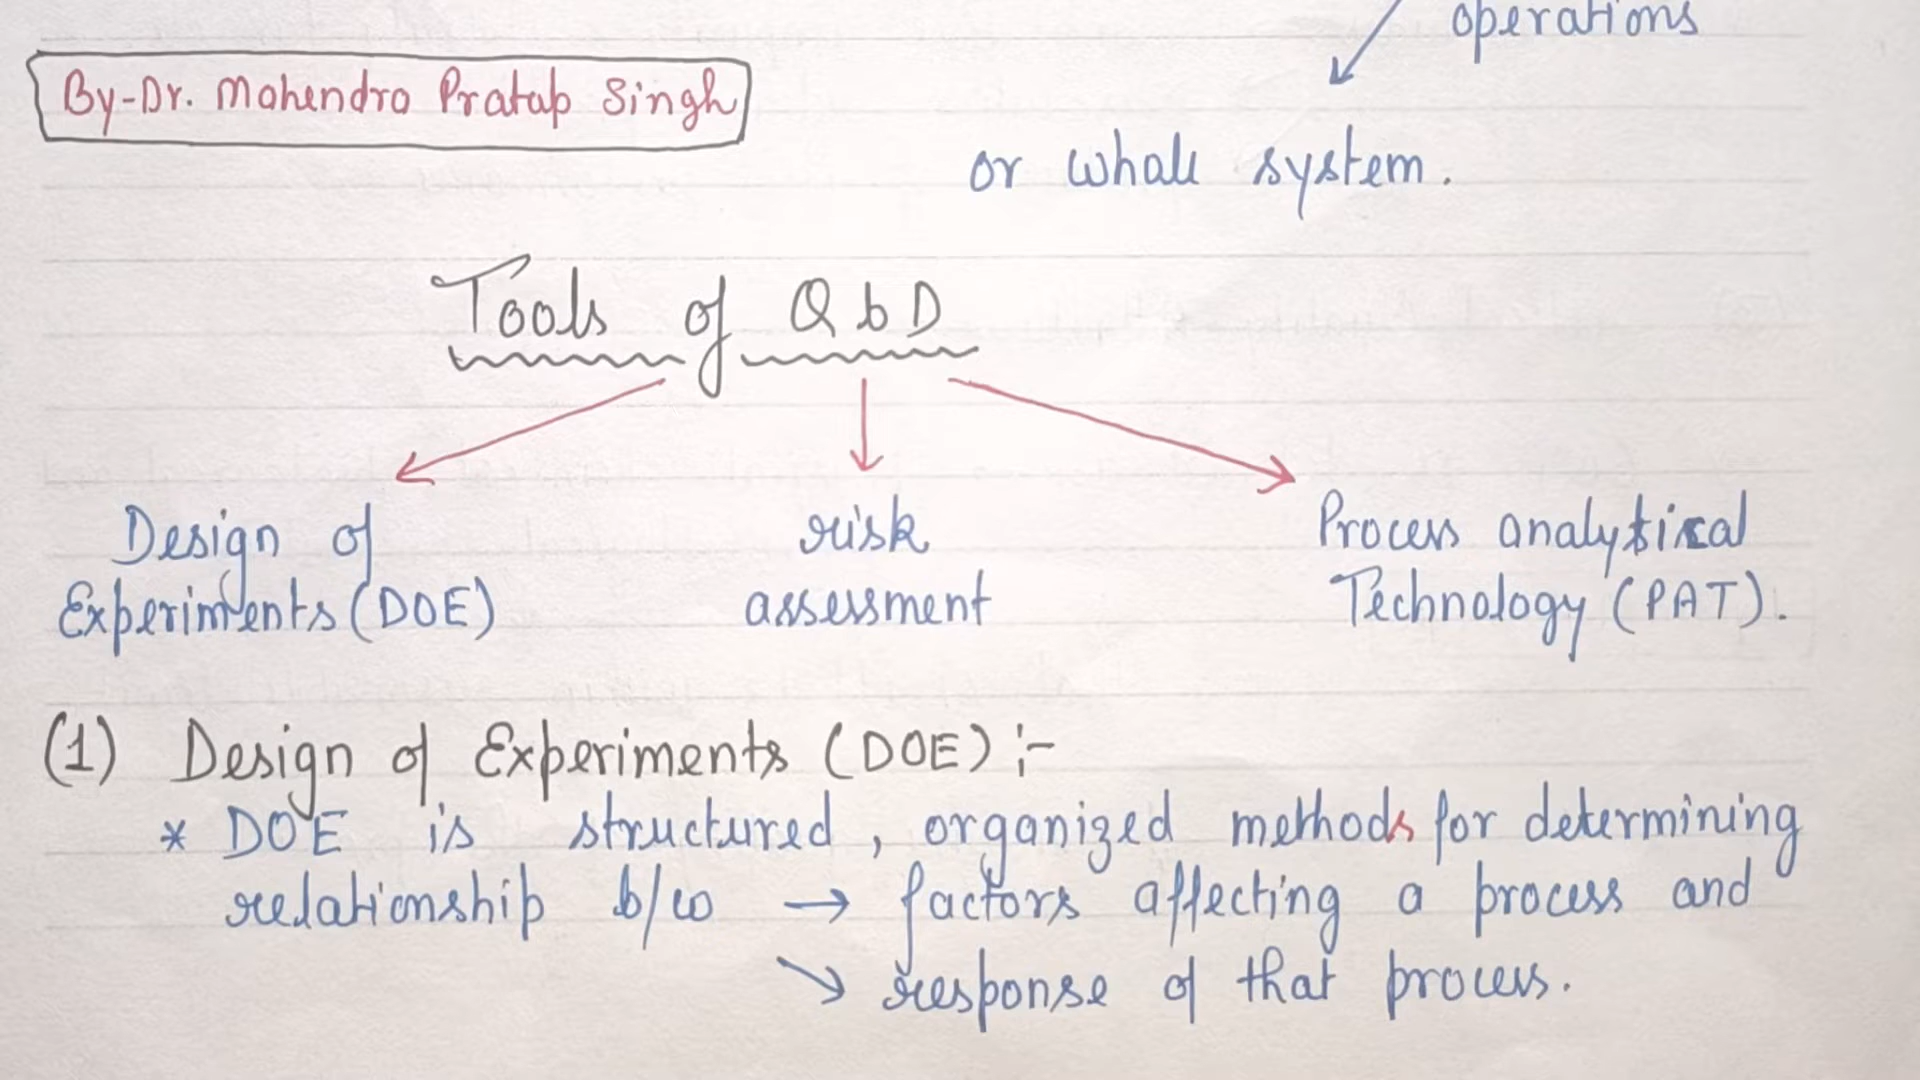 operations
By-Dr. Mahendra Pratap Singh
or whole system.
Tools of QbD
Design of
Experiments (DOE)
risk
assessment
Process analytical
Technology (PAT).
(1) Design of Experiments (DOE) :-
* DOE is structured, organized methods for determining
relationship b/w → factors affecting a process and
↘ response of that process.